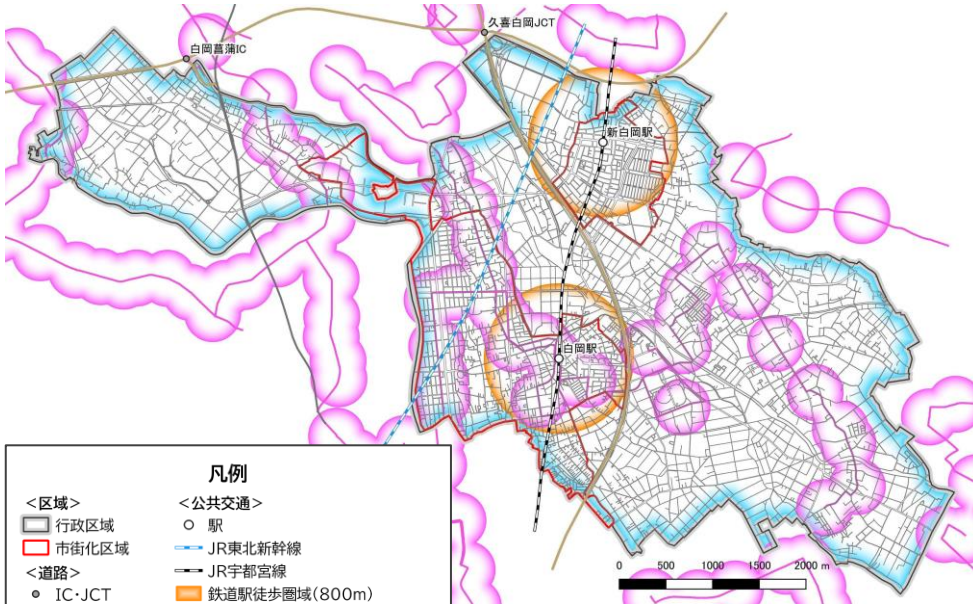 久喜白岡JCT
白岡菖蒲IC
新白岡駅
白岡駅
凡例
<区域>
行政区域
市街化区域
<道路>
IC・JCT
<公共交通>
駅
JR東北新幹線
JR宇都宮線
鉄道駅徒歩圏域(800m)
0 500 1000 1500 2000 m